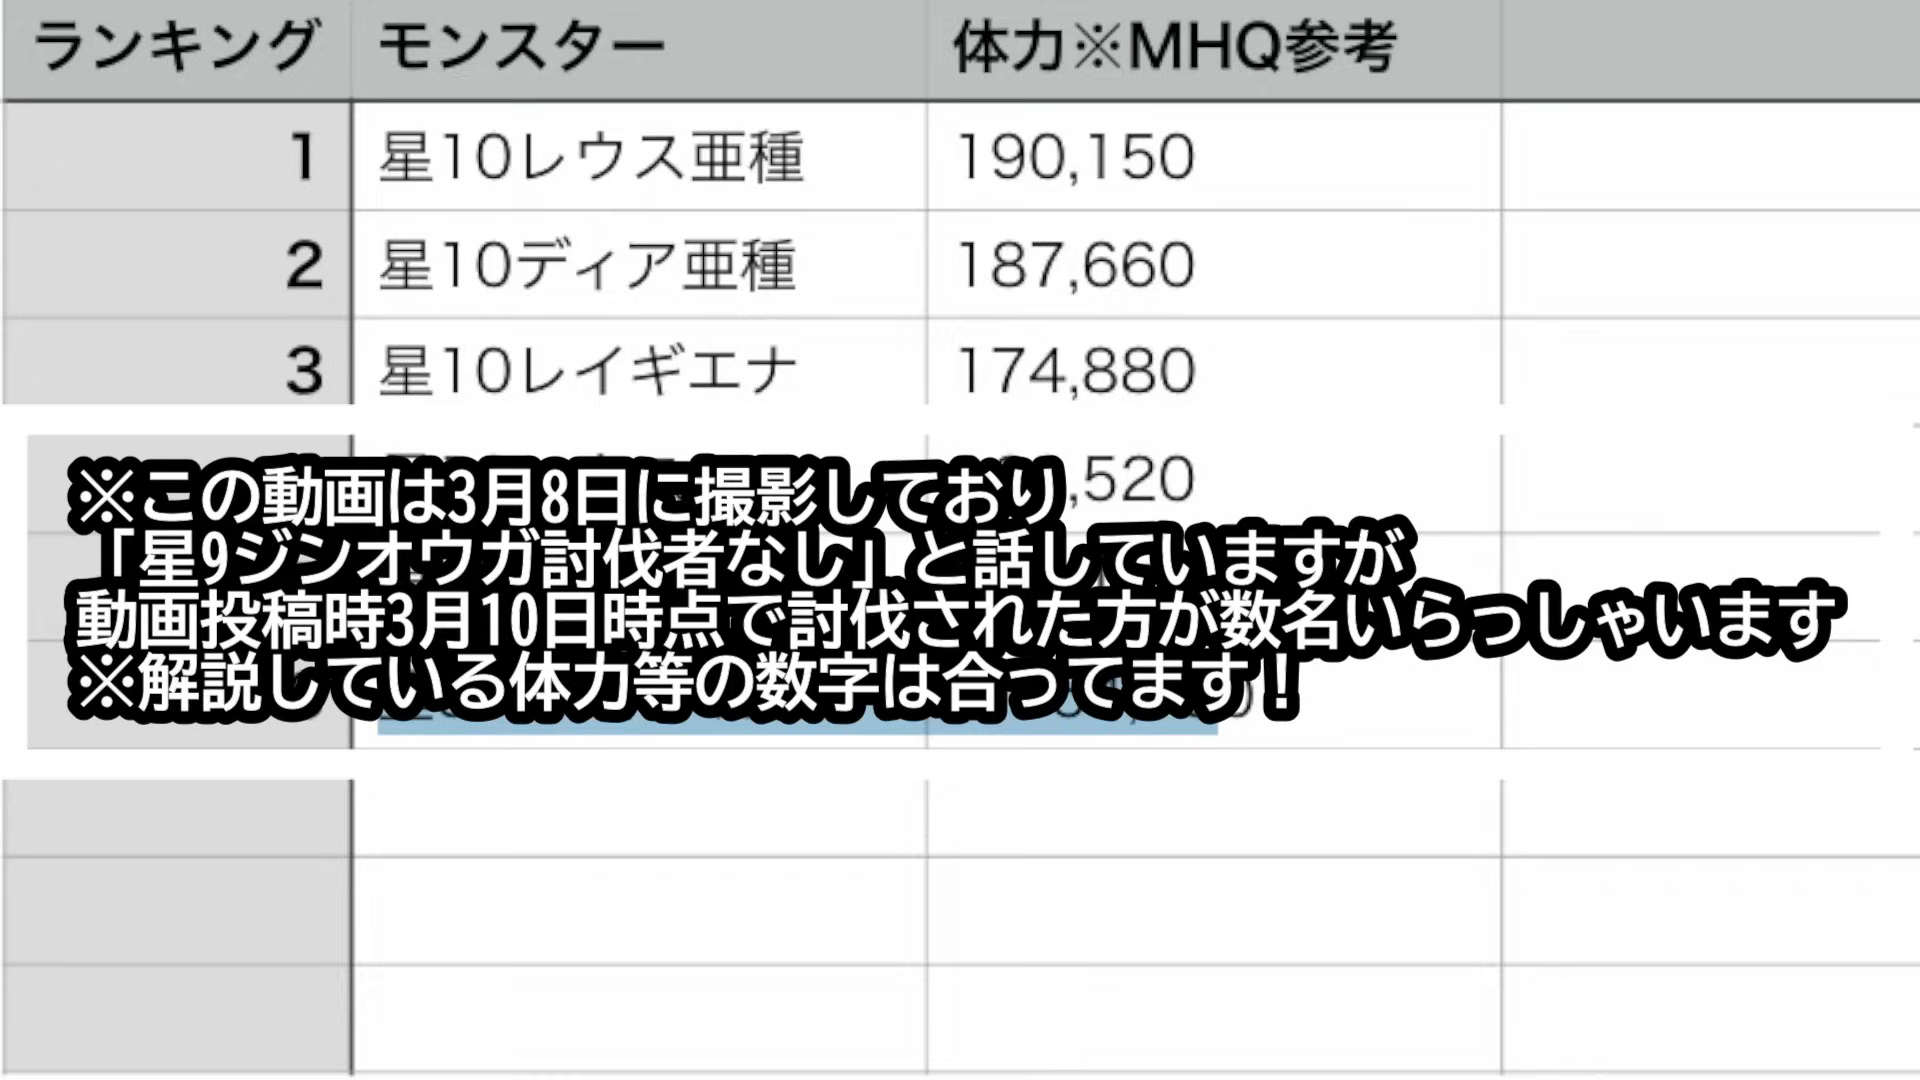 ランキング モンスター 体力※MHQ参考
1 星10レウス亜種 190,150
2 星10ディア亜種 187,660
3 星10レイギエナ 174,880
,520
※この動画は3月8日に撮影しており
「星9ジンオウガ討伐者なし」と話していますが
動画投稿時3月10日時点で討伐された方が数名いらっしゃいます
※解説している体力等の数字は合ってます!